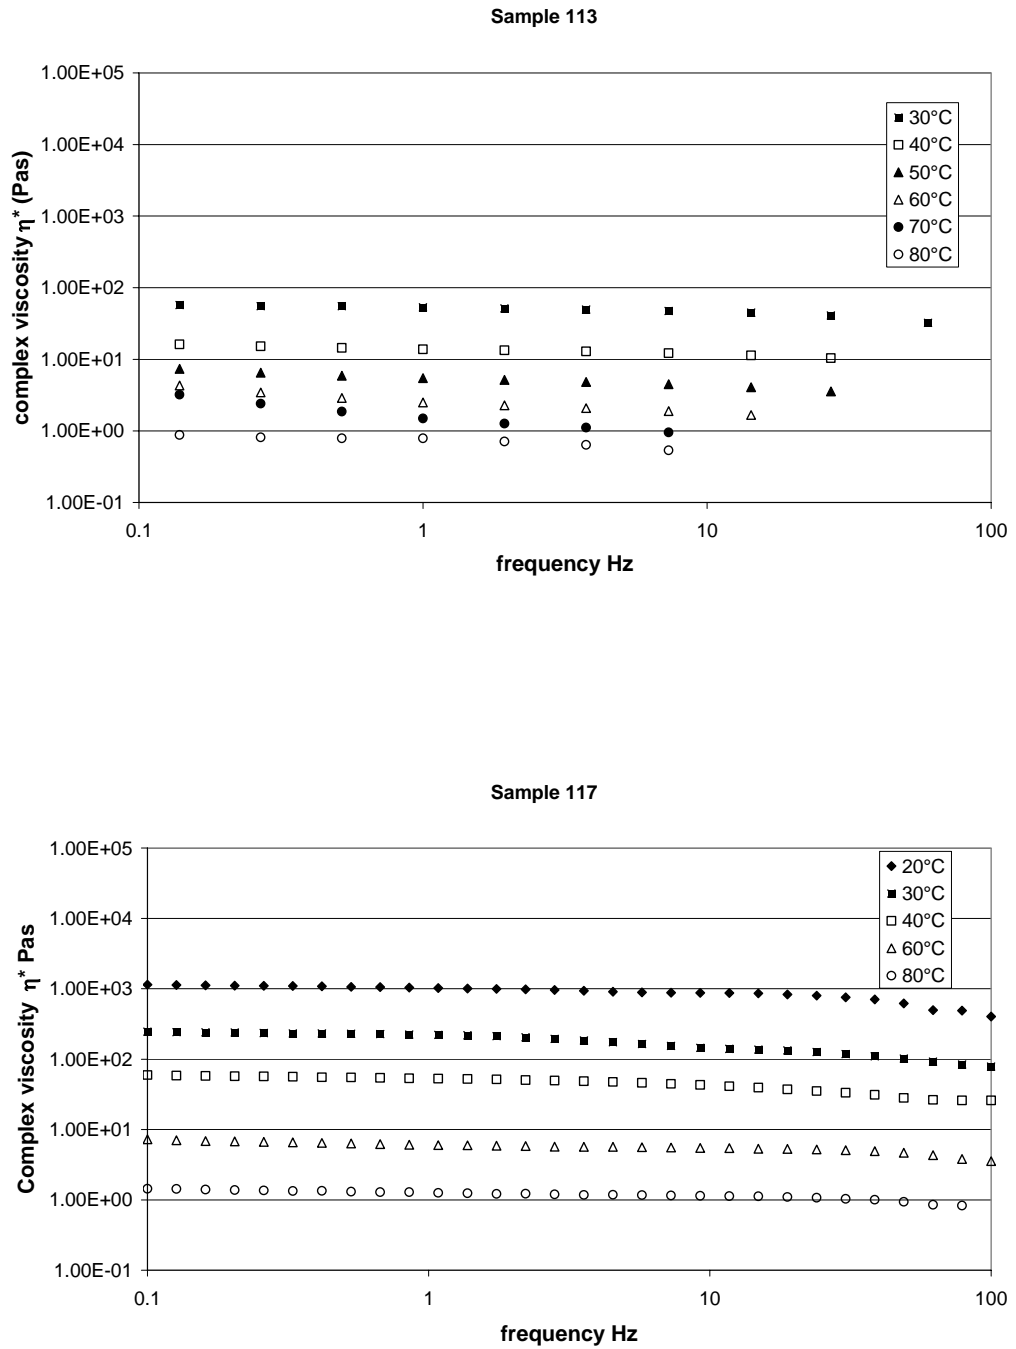 Sample 113
1.00E+05
1.00E+04
1.00E+03
1.00E+02
1.00E+01
1.00E+00
1.00E-01
complex viscosity η* (Pas)
30°C
40°C
50°C
60°C
70°C
80°C
0.1 1 10 100
frequency Hz
Sample 117
1.00E+05
1.00E+04
1.00E+03
1.00E+02
1.00E+01
1.00E+00
1.00E-01
Complex viscosity η* Pas
20°C
30°C
40°C
60°C
80°C
0.1 1 10 100
frequency Hz